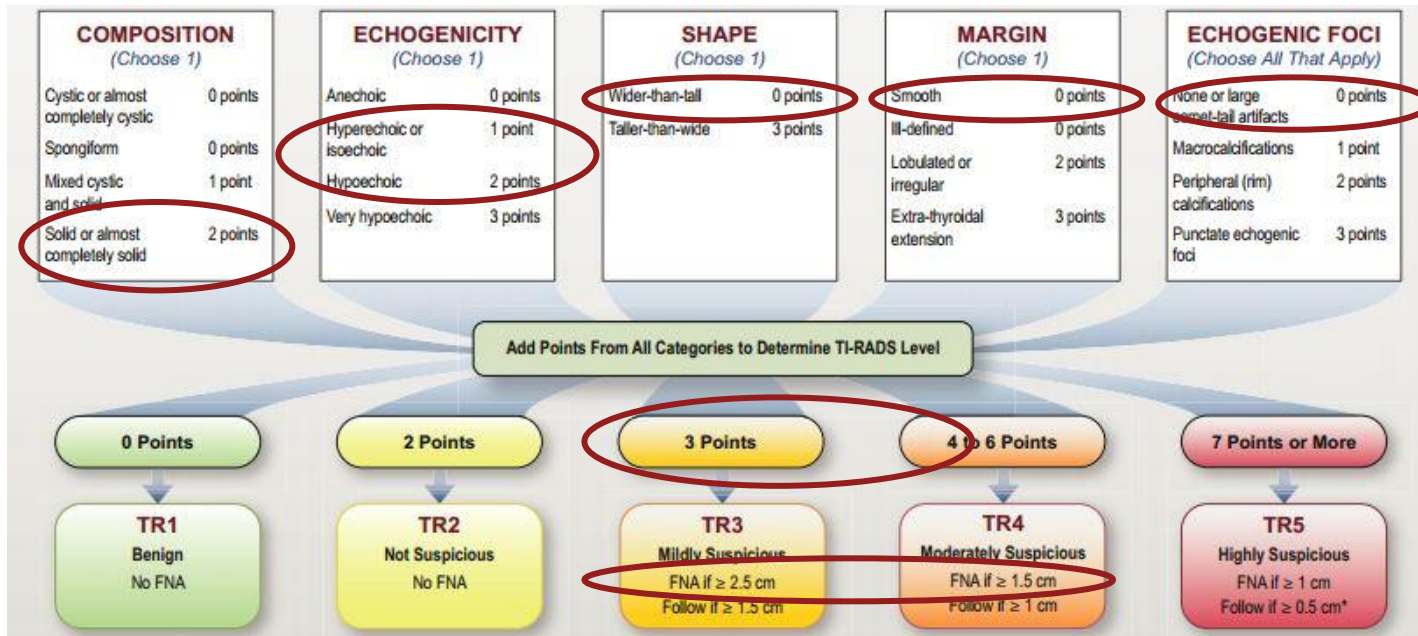 COMPOSITION
(Choose 1)
Cystic or almost 0 points
completely cystic
Spongiform 0 points
Mixed cystic 1 point
and solid
Solid or almost 2 points
completely solid
ECHOGENICITY
(Choose 1)
Anechoic 0 points
Hyperechoic or 1 point
isoechoic
Hypoechoic 2 points
Very hypoechoic 3 points
SHAPE
(Choose 1)
Wider-than-tall 0 points
Taller-than-wide 3 points
MARGIN
(Choose 1)
Smooth 0 points
Ill-defined 0 points
Lobulated or 2 points
irregular
Extra-thyroidal 3 points
extension
ECHOGENIC FOCI
(Choose All That Apply)
None or large 0 points
comet-tail artifacts
Macrocalcifications 1 point
Peripheral (rim) 2 points
calcifications
Punctate echogenic 3 points
foci
Add Points From All Categories to Determine TI-RADS Level
0 Points
2 Points
3 Points
4 to 6 Points
7 Points or More
TR1
Benign
No FNA
TR2
Not Suspicious
No FNA
TR3
Mildly Suspicious
FNA if ≥ 2.5 cm
Follow if ≥ 1.5 cm
TR4
Moderately Suspicious
FNA if ≥ 1.5 cm
Follow if ≥ 1 cm
TR5
Highly Suspicious
FNA if ≥ 1 cm
Follow if ≥ 0.5 cm*